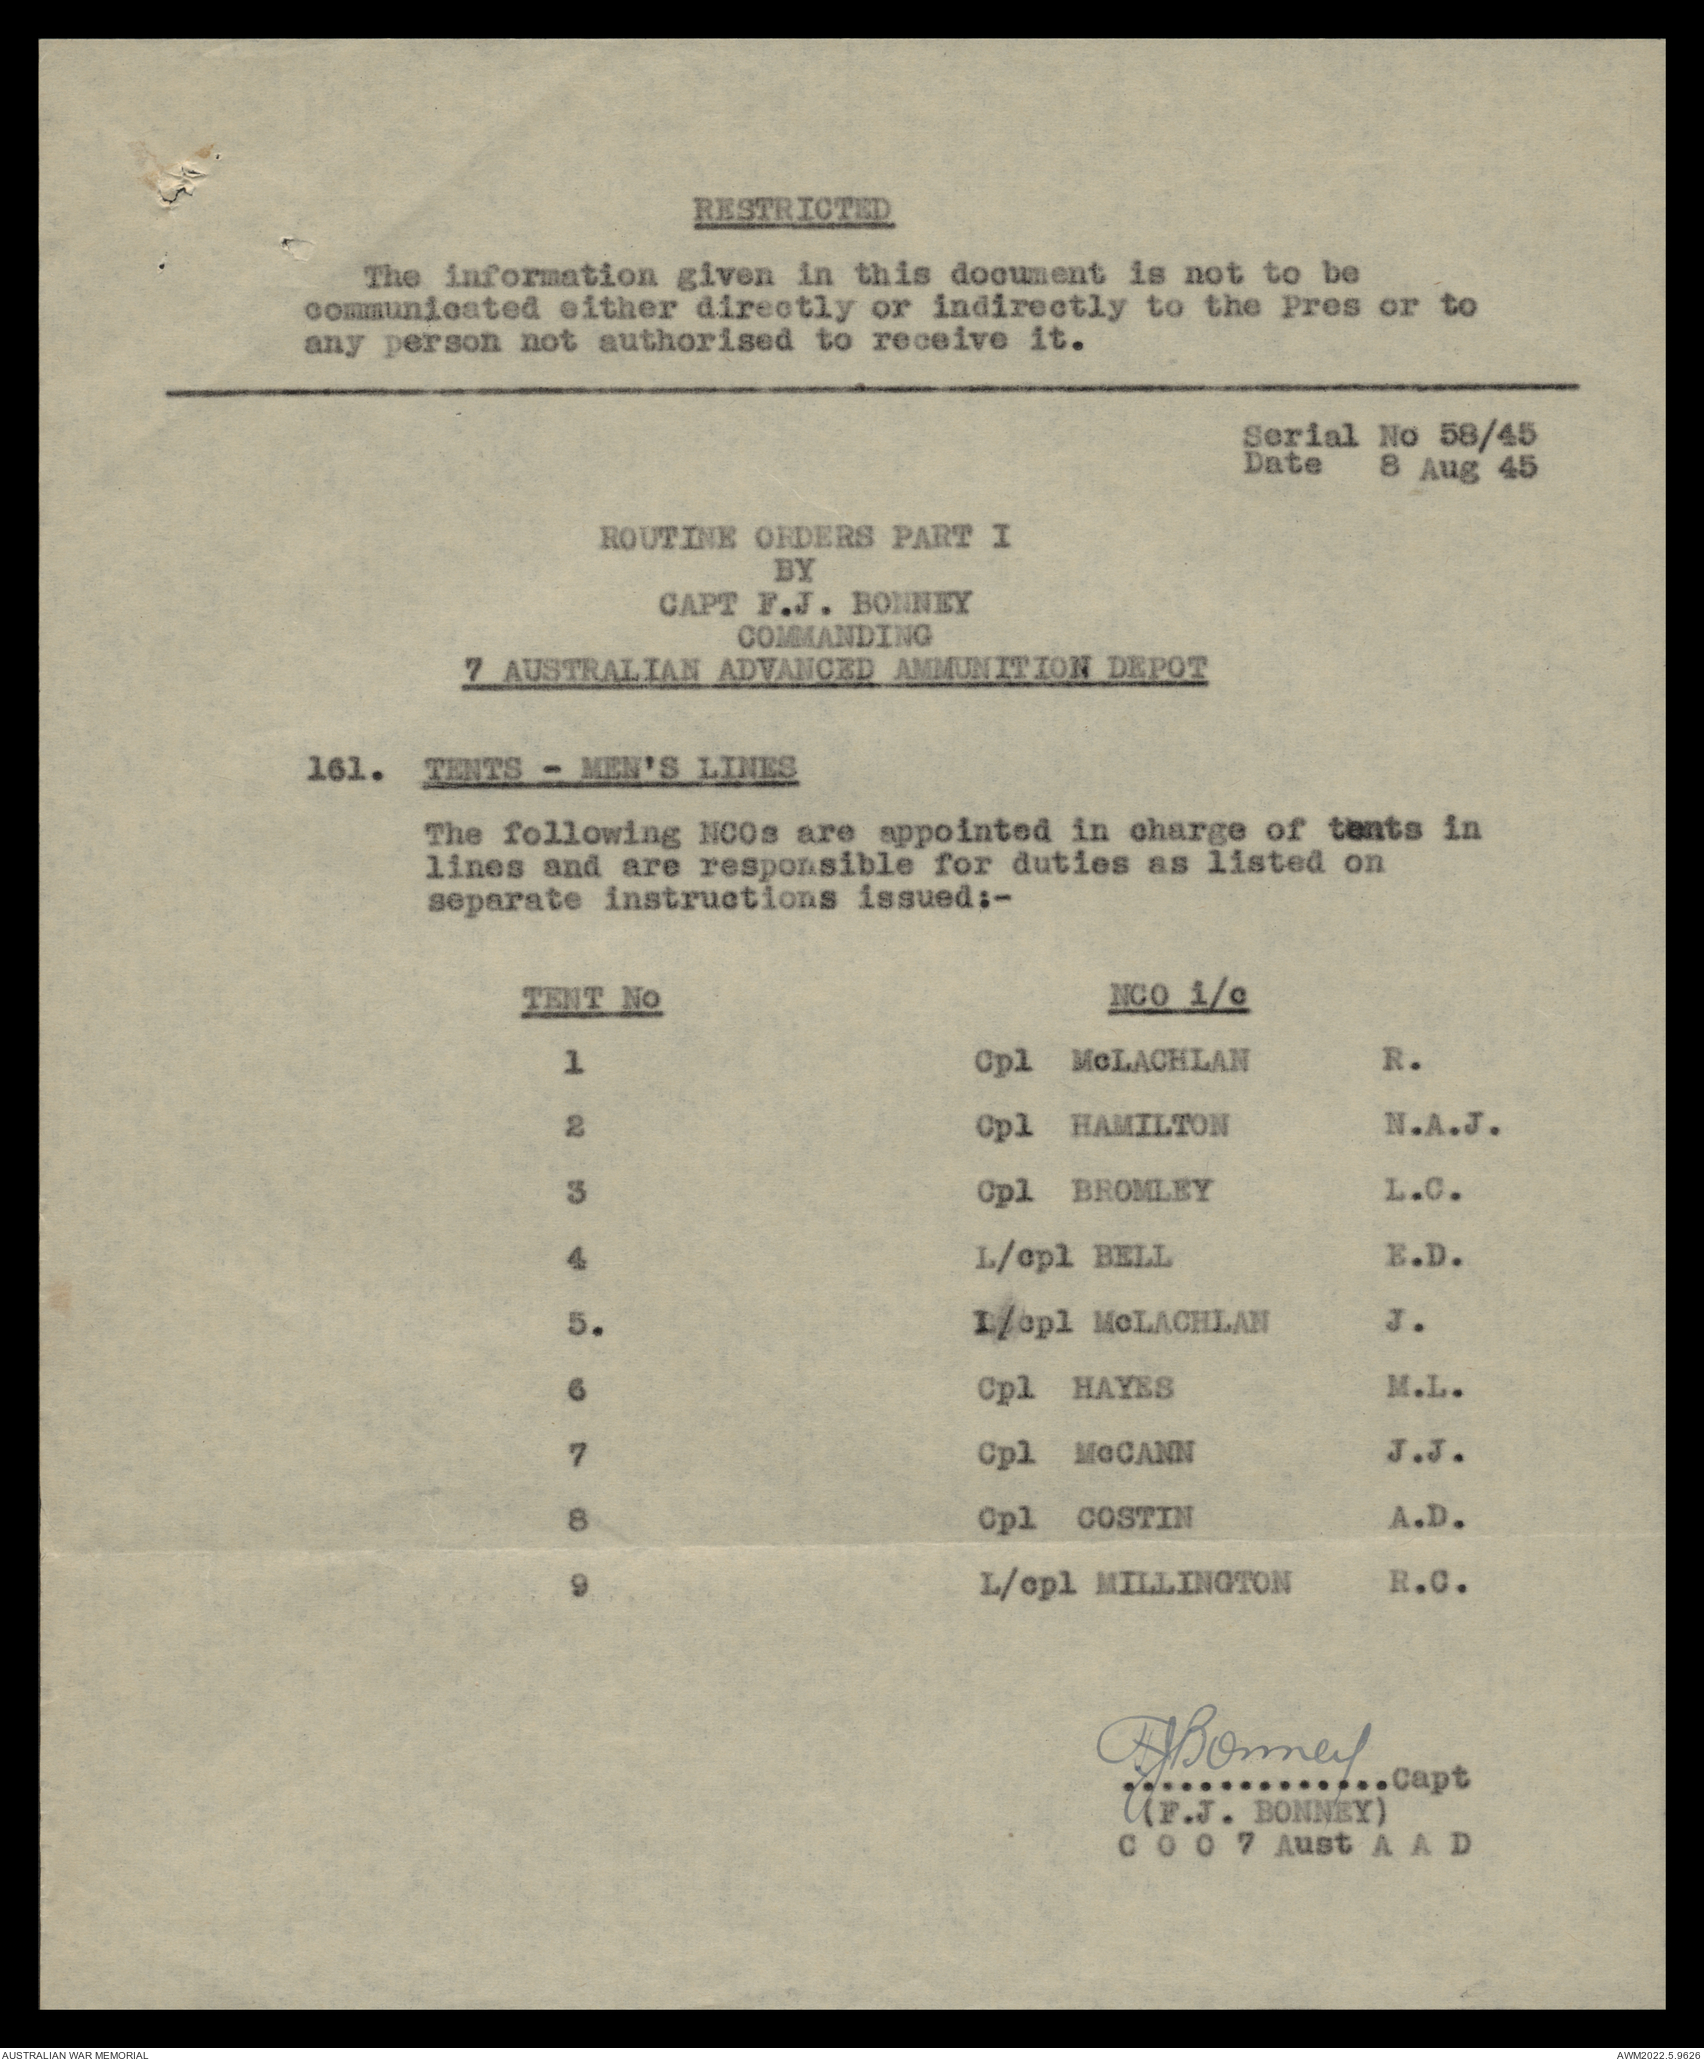 RESTRICTED
The information given in this document is not to be
communicated either directly or indirectly to the Pres or to
any person not authorised to receive it.
Serial No 58/45
Date 8 Aug 45
ROUTINE ORDERS PART I
BY
CAPT F.J. BONNEY
COMMANDING
7 AUSTRALIAN ADVANCED AMMUNITION DEPOT
161. TENTS - MEN'S LINES
The following NCOs are appointed in charge of tents in
lines and are responsible for duties as listed on
separate instructions issued:-
TENT No NCO i/c
1 Cpl McLACHLAN R.
2 Cpl HAMILTON N.A.J.
3 Cpl BROMLEY L.C.
4 L/cpl BELL E.D.
5. L/cpl McLACHLAN J.
6 Cpl HAYES M.L.
7 Cpl McCANN J.J.
8 Cpl COSTIN A.D.
9 L/cpl MILLINGTON R.C.
FJBonney
..............Capt
(F.J. BONNEY)
C O O 7 Aust A A D
AUSTRALIAN WAR MEMORIAL AWM2022.5.9626